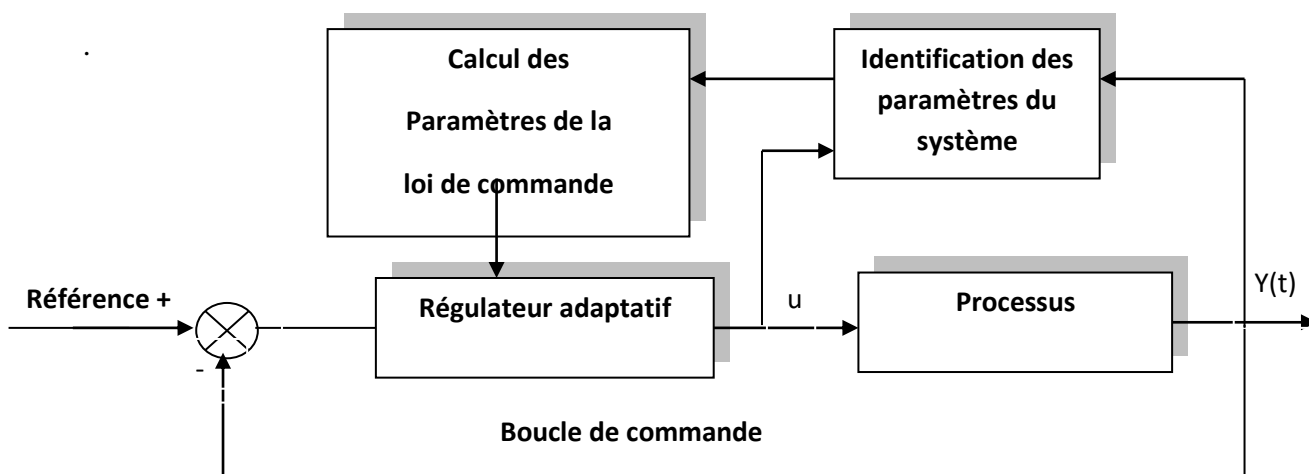 Calcul des
Paramètres de la
loi de commande
Identification des
paramètres du
système
Référence +
-
Régulateur adaptatif
u
Processus
Y(t)
Boucle de commande